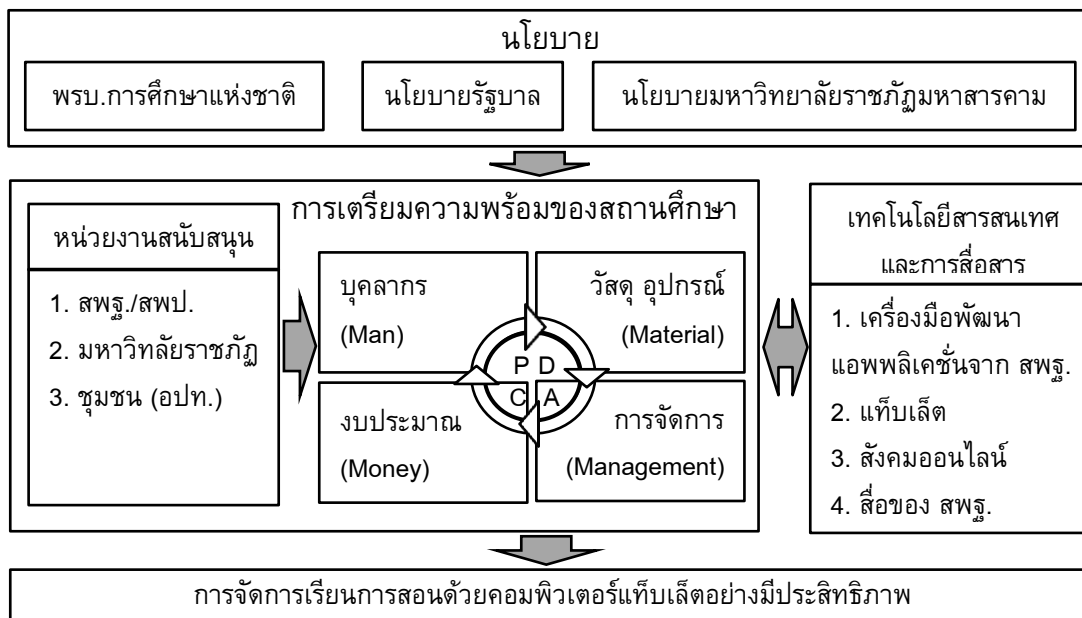 นโยบาย
พรบ.การศึกษาแห่งชาติ
นโยบายรัฐบาล
นโยบายมหาวิทยาลัยราชภัฏมหาสารคาม
การเตรียมความพร้อมของสถานศึกษา
หน่วยงานสนับสนุน
1. สพฐ./สพป.
2. มหาวิทลัยราชภัฏ
3. ชุมชน (อปท.)
บุคลากร
(Man)
วัสดุ อุปกรณ์
(Material)
P D
C A
งบประมาณ
(Money)
การจัดการ
(Management)
เทคโนโลยีสารสนเทศ
และการสื่อสาร
1. เครื่องมือพัฒนา
แอพพลิเคชั่นจาก สพฐ.
2. แท็บเล็ต
3. สังคมออนไลน์
4. สื่อของ สพฐ.
การจัดการเรียนการสอนด้วยคอมพิวเตอร์แท็บเล็ตอย่างมีประสิทธิภาพ